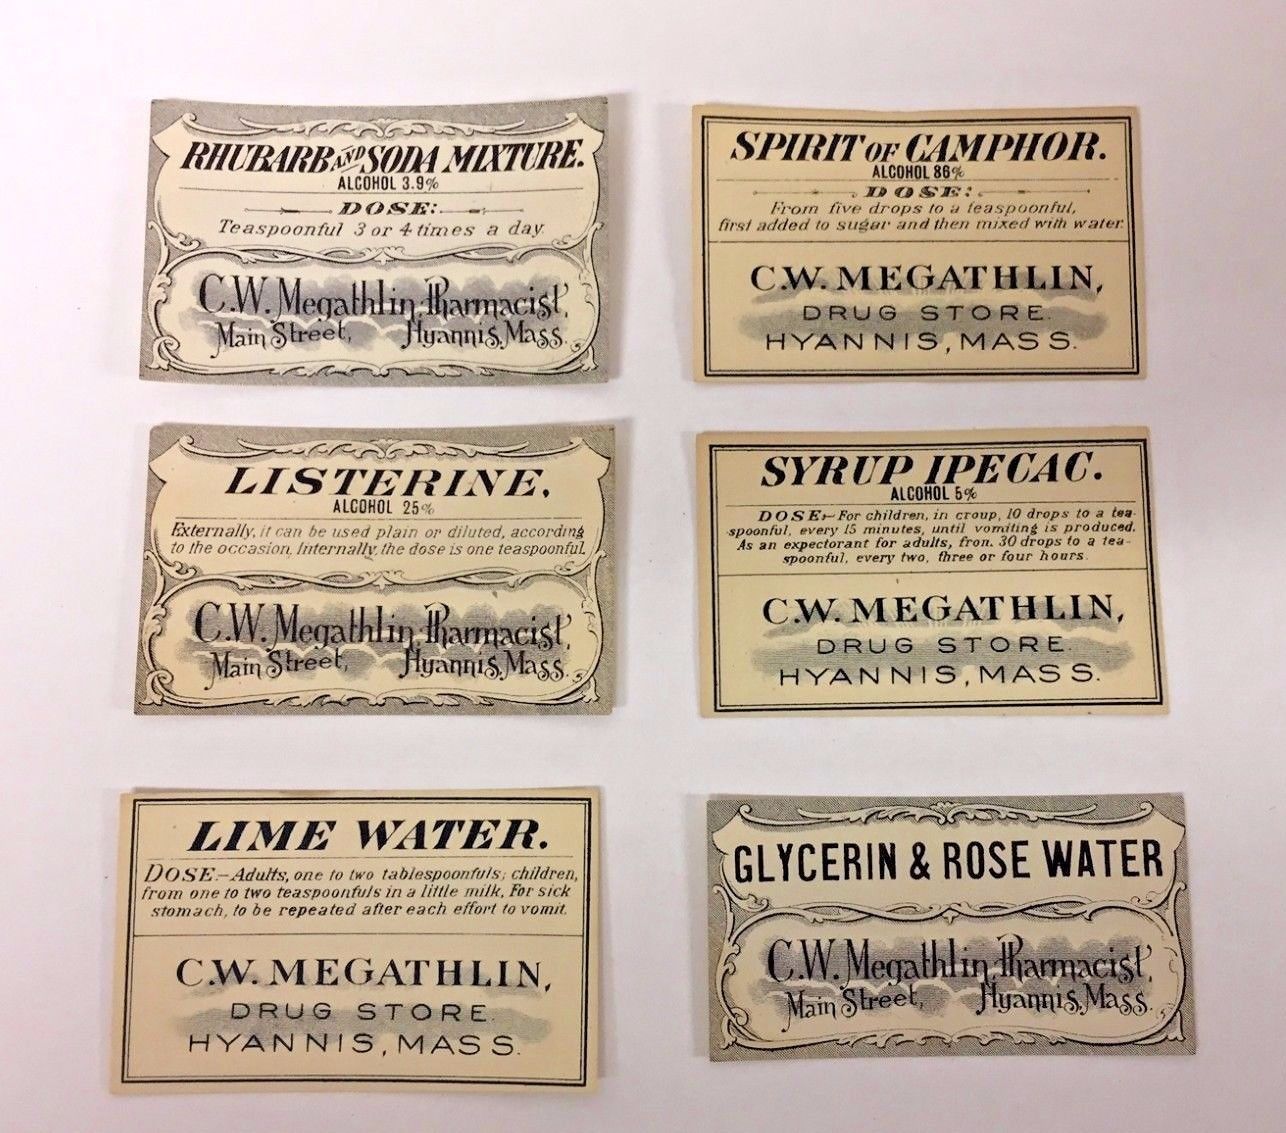 RHUBARB AND SODA MIXTURE.
ALCOHOL 3.9%
DOSE:
Teaspoonful 3 or 4 times a day.
C.W. Megathlin, Pharmacist,
Main Street, Hyannis, Mass.
SPIRIT OF CAMPHOR.
ALCOHOL 86%
DOSE:
From five drops to a teaspoonful,
first added to sugar and then mixed with water.
C.W. MEGATHLIN,
DRUG STORE.
HYANNIS, MASS.
LISTERINE.
ALCOHOL 25%
Externally, it can be used plain or diluted, according
to the occasion, Internally, the dose is one teaspoonful.
C.W. Megathlin, Pharmacist,
Main Street, Hyannis, Mass.
SYRUP IPECAC.
ALCOHOL 5%
DOSE:- For children, in croup, 10 drops to a tea-
spoonful, every 15 minutes, until vomiting is produced.
As an expectorant for adults, fron. 30 drops to a tea-
spoonful, every two, three or four hours.
C.W. MEGATHLIN,
DRUG STORE.
HYANNIS, MASS.
LIME WATER.
DOSE.—Adults, one to two tablespoonfuls; children,
from one to two teaspoonfuls in a little milk. For sick
stomach, to be repeated after each effort to vomit.
C.W. MEGATHLIN,
DRUG STORE.
HYANNIS, MASS.
GLYCERIN & ROSE WATER
C.W. Megathlin, Pharmacist,
Main Street, Hyannis, Mass.